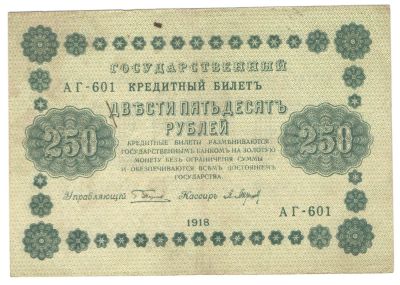 ГОСУДАРСТВЕННЫЙ
АГ-601 КРЕДИТНЫЙ БИЛЕТЪ
ДВѢСТИ ПЯТЬДЕСЯТЪ
РУБЛЕЙ
250
250
КРЕДИТНЫЕ БИЛЕТЫ РАЗМѢНИВАЮТСЯ
ГОСУДАРСТВЕННЫМЪ БАНКОМЪ НА ЗОЛОТУЮ
МОНЕТУ БЕЗЪ ОГРАНИЧЕНІЯ СУММЫ
И ОБЕЗПЕЧИВАЮТСЯ ВСѢМЪ ДОСТОЯНІЕМЪ
ГОСУДАРСТВА.
Управляющій Кассиръ
АГ-601
1918